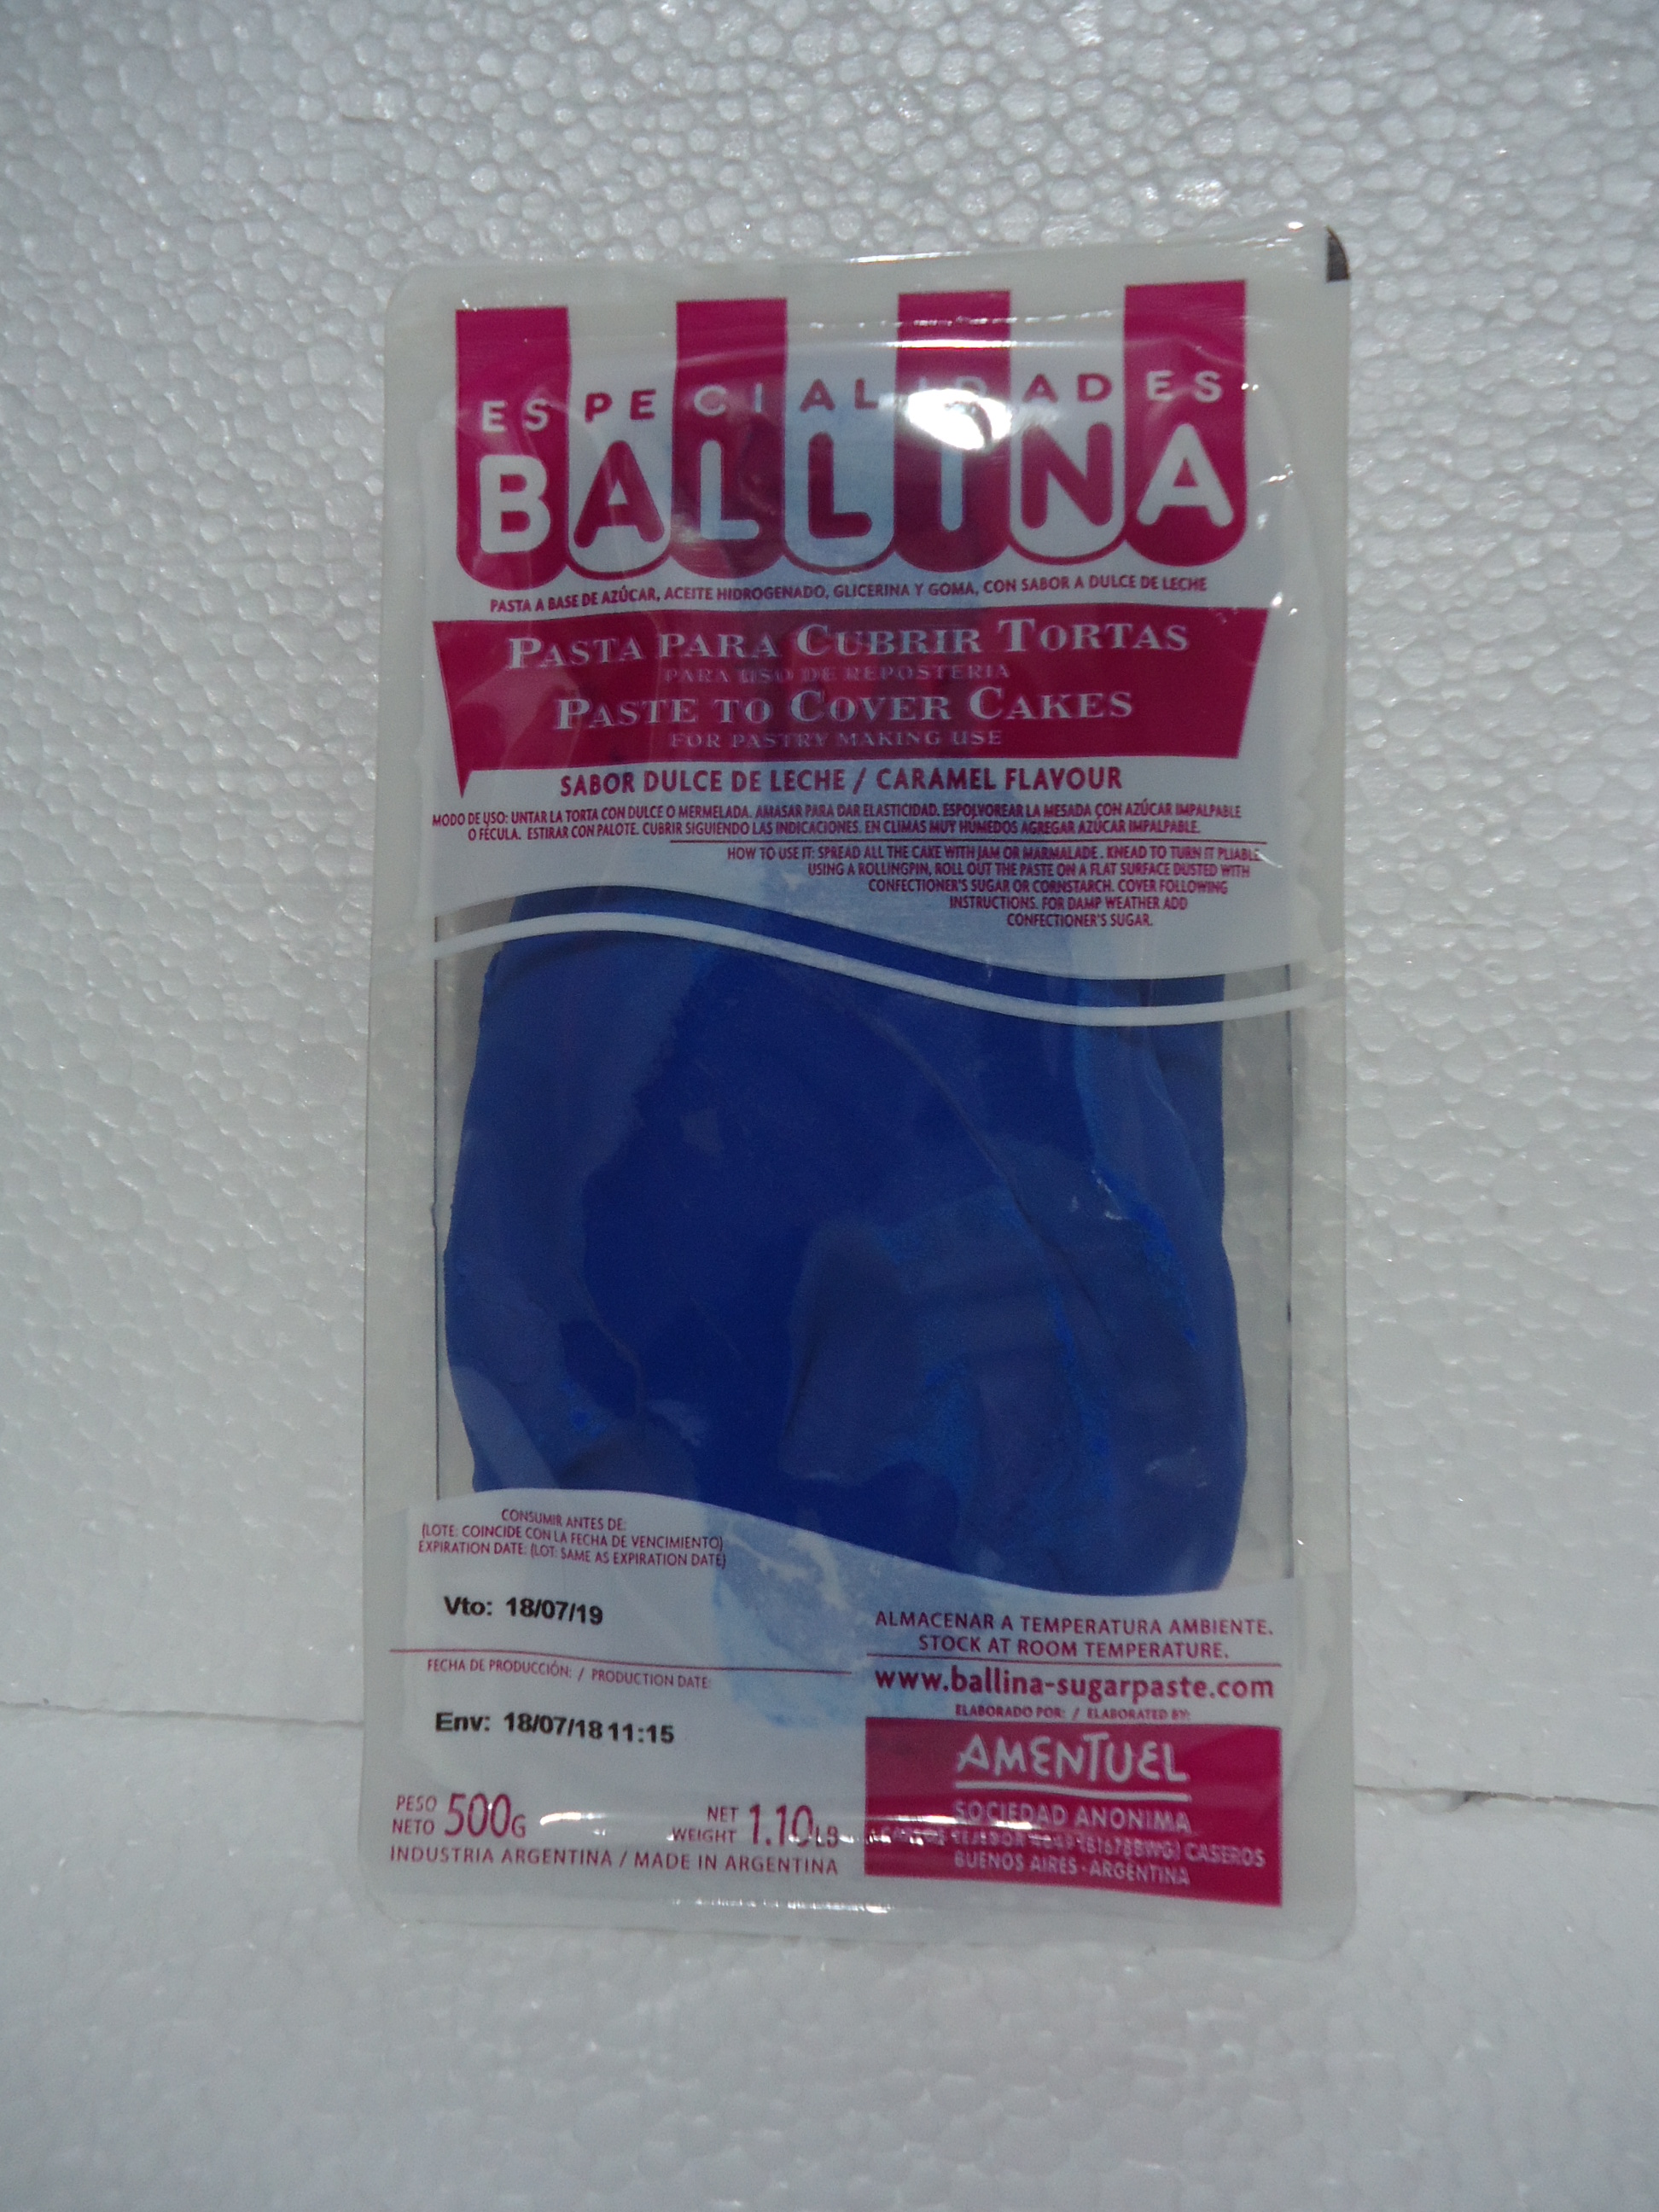 ESPECIALIDADES
BALLINA
PASTA A BASE DE AZÚCAR, ACEITE HIDROGENADO, GLICERINA Y GOMA, CON SABOR A DULCE DE LECHE
PASTA PARA CUBRIR TORTAS
PARA USO DE REPOSTERIA
PASTE TO COVER CAKES
FOR PASTRY MAKING USE
SABOR DULCE DE LECHE / CARAMEL FLAVOUR
MODO DE USO: UNTAR LA TORTA CON DULCE O MERMELADA. AMASAR PARA DAR ELASTICIDAD. ESPOLVOREAR LA MESADA CON AZÚCAR IMPALPABLE
O FÉCULA. ESTIRAR CON PALOTE. CUBRIR SIGUIENDO LAS INDICACIONES. EN CLIMAS MUY HÚMEDOS AGREGAR AZÚCAR IMPALPABLE.
HOW TO USE IT: SPREAD ALL THE CAKE WITH JAM OR MARMALADE. KNEAD TO TURN IT PLIABLE
USING A ROLLINGPIN, ROLL OUT THE PASTE ON A FLAT SURFACE DUSTED WITH
CONFECTIONER'S SUGAR OR CORNSTARCH. COVER FOLLOWING
INSTRUCTIONS. FOR DAMP WEATHER ADD
CONFECTIONER'S SUGAR.
CONSUMIR ANTES DE:
(LOTE: COINCIDE CON LA FECHA DE VENCIMIENTO)
EXPIRATION DATE: (LOT: SAME AS EXPIRATION DATE)
Vto: 18/07/19
FECHA DE PRODUCCIÓN: / PRODUCTION DATE:
Env: 18/07/18 11:15
PESO NETO 500G
NET WEIGHT 1.10LB
INDUSTRIA ARGENTINA / MADE IN ARGENTINA
ALMACENAR A TEMPERATURA AMBIENTE.
STOCK AT ROOM TEMPERATURE.
www.ballina-sugarpaste.com
ELABORADO POR: / ELABORATED BY:
AMENTUEL
SOCIEDAD ANONIMA
CASEROS
BUENOS AIRES - ARGENTINA